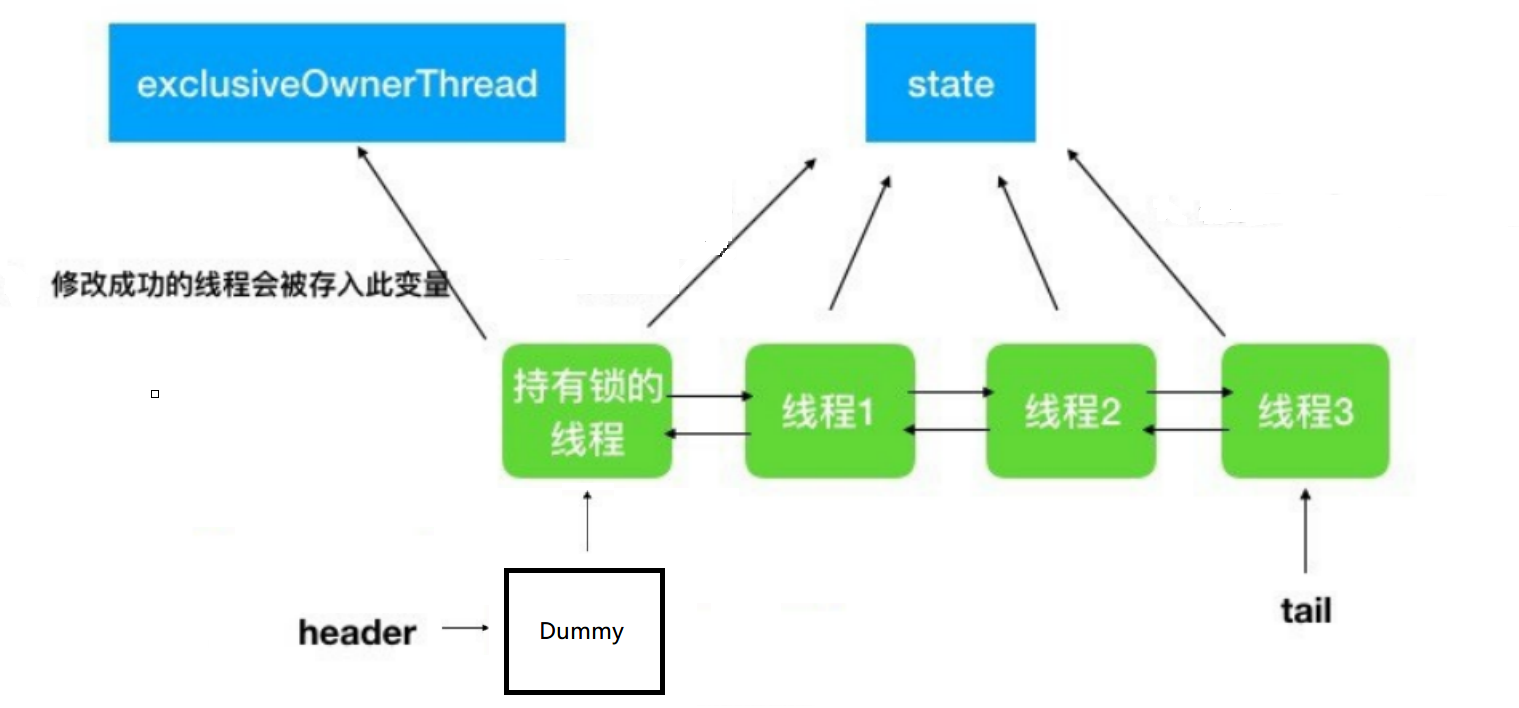 exclusiveOwnerThread
state
修改成功的线程会被存入此变量
持有锁的
线程
线程1
线程2
线程3
header
Dummy
tail